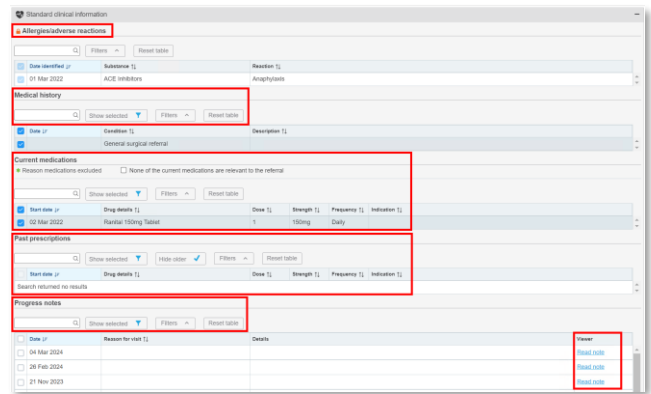 Standard clinical information
Allergies/adverse reactions
Filters Reset table
Date identified Substance Reaction
01 Mar 2022 ACE Inhibitors Anaphylaxis
Medical history
Show selected Filters Reset table
Date Condition Description
General surgical referral
Current medications
Reason medications excluded None of the current medications are relevant to the referral
Show selected Filters Reset table
Start date Drug details Dose Strength Frequency Indication
02 Mar 2022 Ranital 150mg Tablet 1 150mg Daily
Past prescriptions
Show selected Hide older Filters Reset table
Start date Drug details Dose Strength Frequency Indication
Search returned no results
Progress notes
Show selected Filters Reset table
Date Reason for visit Details Viewer
04 Mar 2024 Read note
26 Feb 2024 Read note
21 Nov 2023 Read note